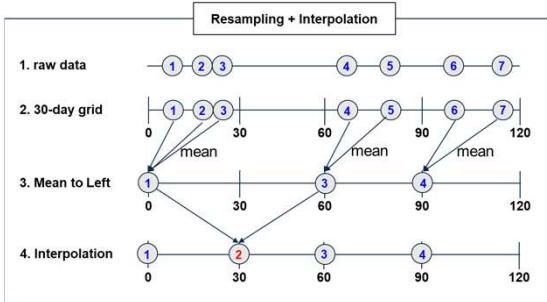 Resampling + Interpolation
1. raw data 1 2 3 4 5 6 7
2. 30-day grid 1 2 3 4 5 6 7
0 30 60 90 120
mean mean mean
3. Mean to Left 1 3 4
0 30 60 90 120
4. Interpolation 1 2 3 4
0 30 60 90 120